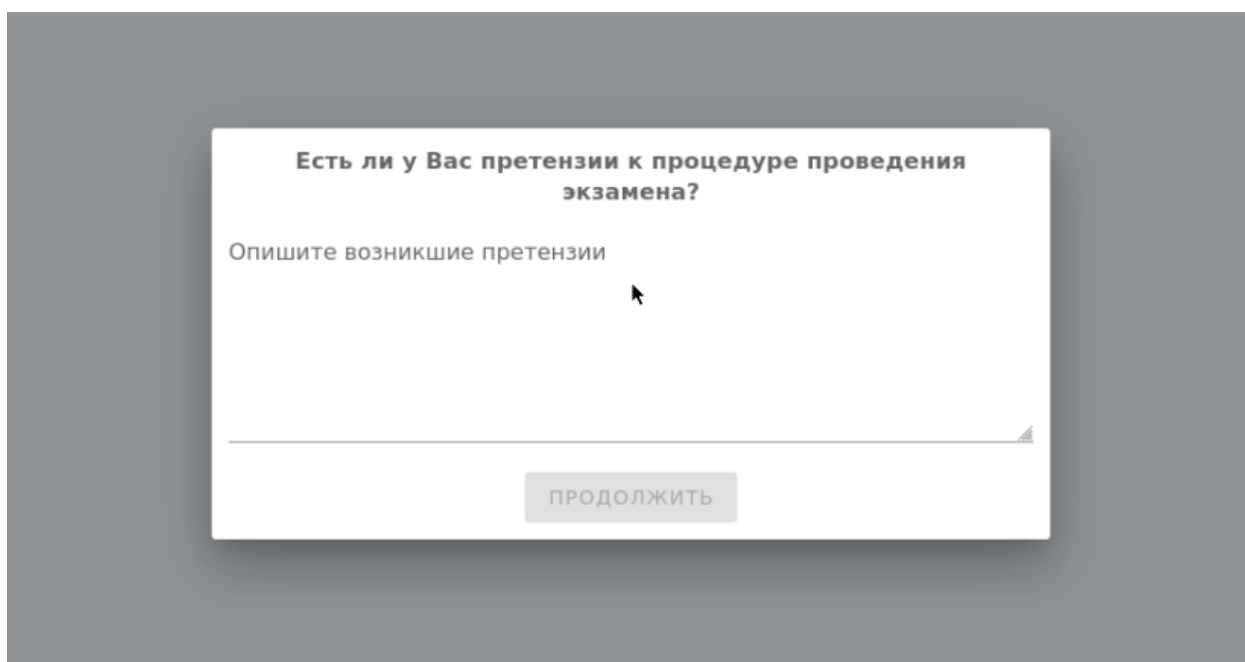 Есть ли у Вас претензии к процедуре проведения
экзамена?
Опишите возникшие претензии
ПРОДОЛЖИТЬ